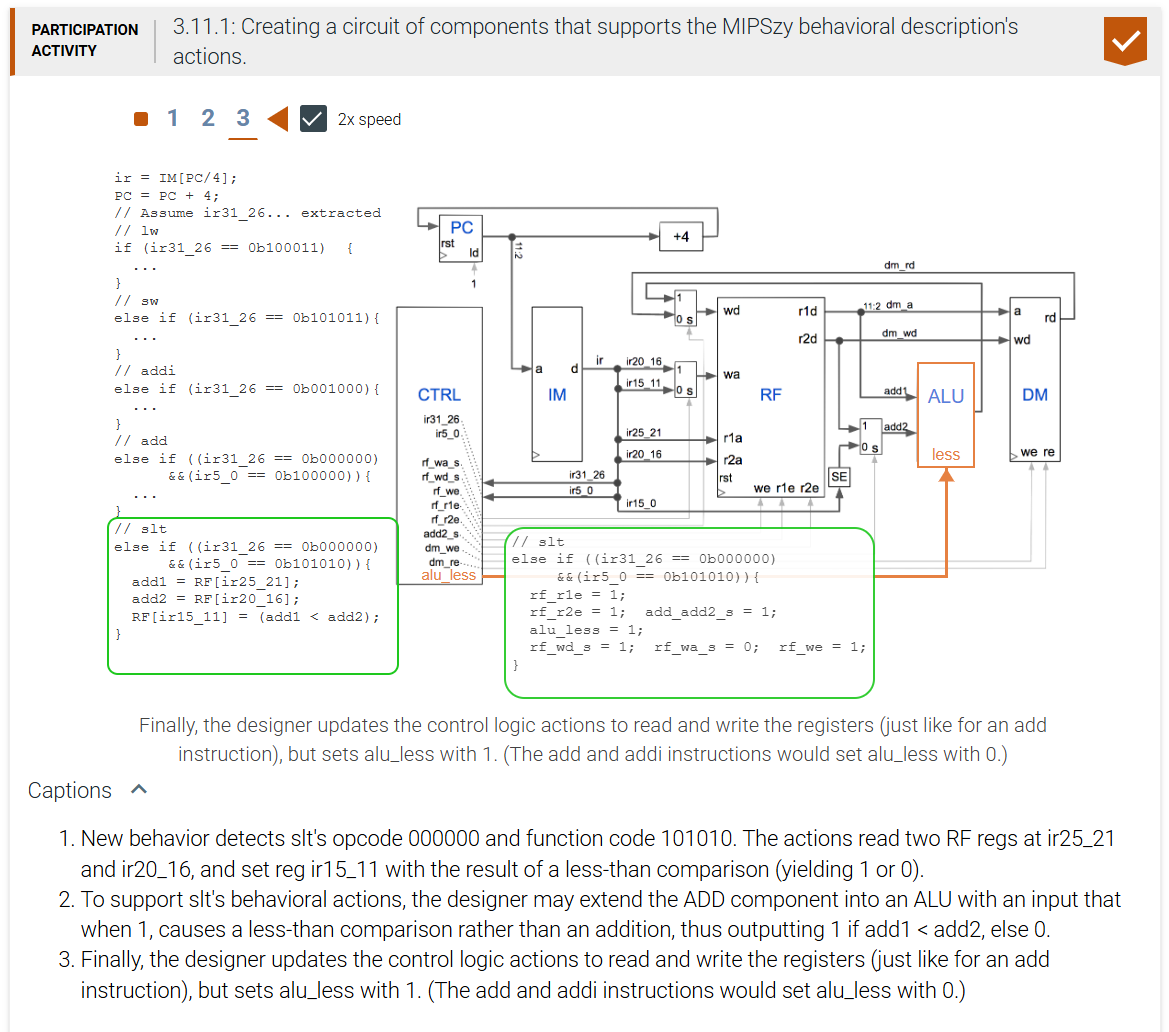 PARTICIPATION
ACTIVITY
3.11.1: Creating a circuit of components that supports the MIPSzy behavioral description's
actions.
1 2 3 2x speed
ir = IM[PC/4];
PC = PC + 4;
// Assume ir31_26... extracted
// lw
if (ir31_26 == 0b100011) {
...
}
// sw
else if (ir31_26 == 0b101011){
...
}
// addi
else if (ir31_26 == 0b001000){
...
}
// add
else if ((ir31_26 == 0b000000)
&&(ir5_0 == 0b100000)){
...
}
// slt
else if ((ir31_26 == 0b000000)
&&(ir5_0 == 0b101010)){
add1 = RF[ir25_21];
add2 = RF[ir20_16];
RF[ir15_11] = (add1 < add2);
}
PC
rst
ld
1
11:2
+4
CTRL
ir31_26
ir5_0
rf_wa_s
rf_wd_s
rf_we
rf_r1e
rf_r2e
add2_s
dm_we
dm_re
alu_less
a
d
IM
ir
ir20_16
ir15_11
ir25_21
ir20_16
ir31_26
ir5_0
ir15_0
1
0 s
1
0 s
wd
wa
RF
r1a
r2a
rst
we r1e r2e
r1d
r2d
SE
dm_rd
11:2 dm_a
dm_wd
add1
add2
1
0 s
ALU
less
a
rd
wd
DM
we re
// slt
else if ((ir31_26 == 0b000000)
&&(ir5_0 == 0b101010)){
rf_r1e = 1;
rf_r2e = 1; add_add2_s = 1;
alu_less = 1;
rf_wd_s = 1; rf_wa_s = 0; rf_we = 1;
}
Finally, the designer updates the control logic actions to read and write the registers (just like for an add
instruction), but sets alu_less with 1. (The add and addi instructions would set alu_less with 0.)
Captions
1. New behavior detects slt's opcode 000000 and function code 101010. The actions read two RF regs at ir25_21
and ir20_16, and set reg ir15_11 with the result of a less-than comparison (yielding 1 or 0).
2. To support slt's behavioral actions, the designer may extend the ADD component into an ALU with an input that
when 1, causes a less-than comparison rather than an addition, thus outputting 1 if add1 < add2, else 0.
3. Finally, the designer updates the control logic actions to read and write the registers (just like for an add
instruction), but sets alu_less with 1. (The add and addi instructions would set alu_less with 0.)